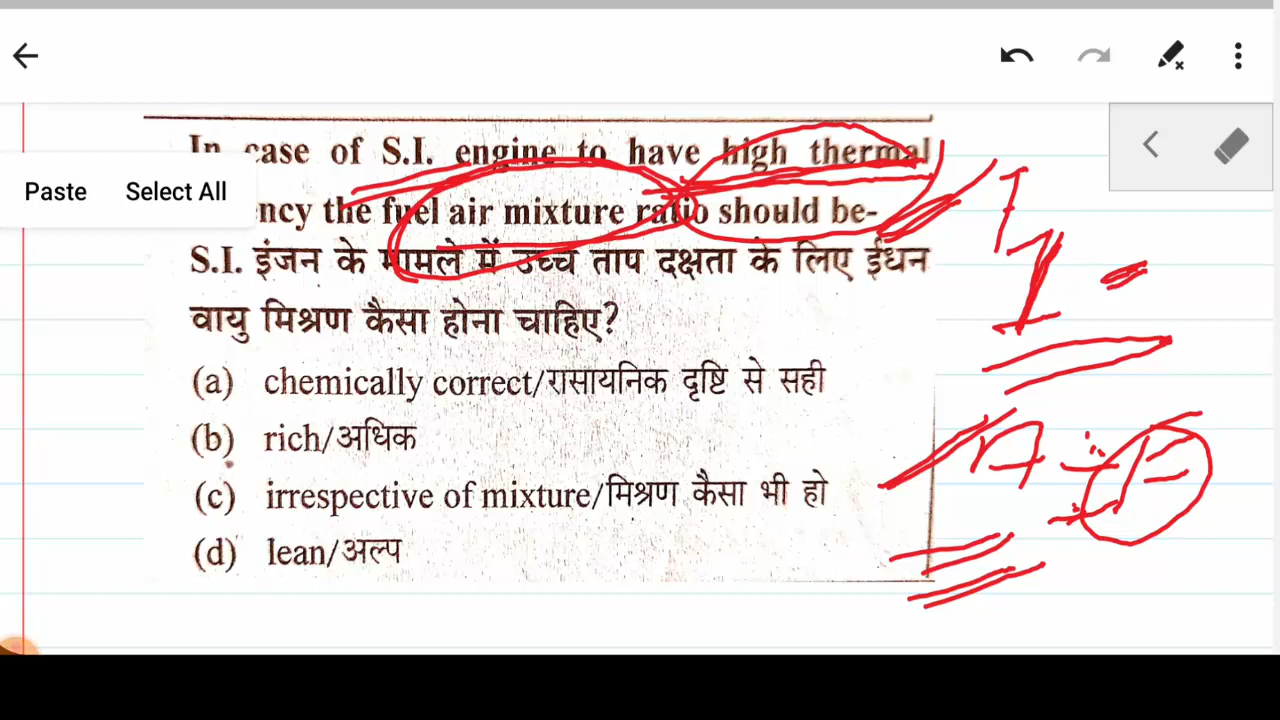 Paste Select All
In case of S.I. engine to have high thermal
ncy the fuel air mixture ratio should be-
S.I. इंजन के मामले में उच्च ताप दक्षता के लिए ईंधन
वायु मिश्रण कैसा होना चाहिए?
(a) chemically correct/रासायनिक दृष्टि से सही
(b) rich/अधिक
(c) irrespective of mixture/मिश्रण कैसा भी हो
(d) lean/अल्प